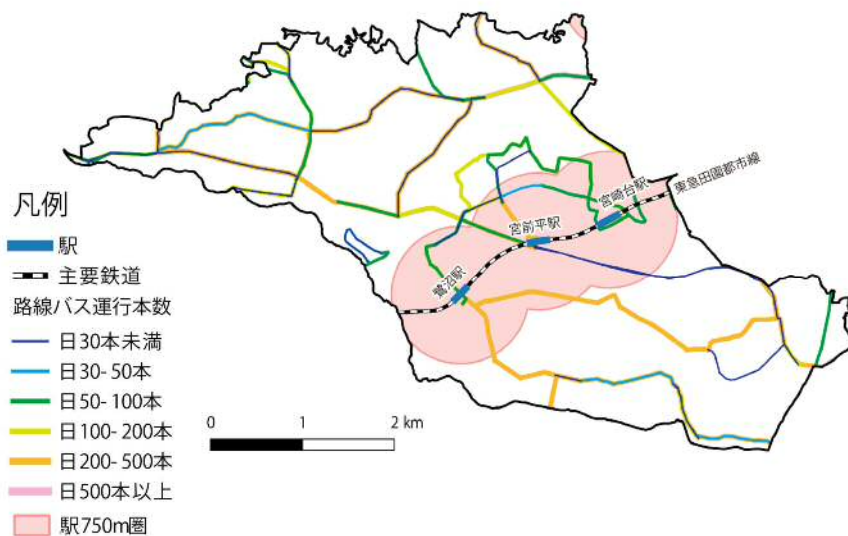 東急田園都市線
宮崎台駅
宮前平駅
鷺沼駅
凡例
駅
主要鉄道
路線バス運行本数
日30本未満
日30-50本
日50-100本
日100-200本
日200-500本
日500本以上
駅750m圏
0 1 2 km